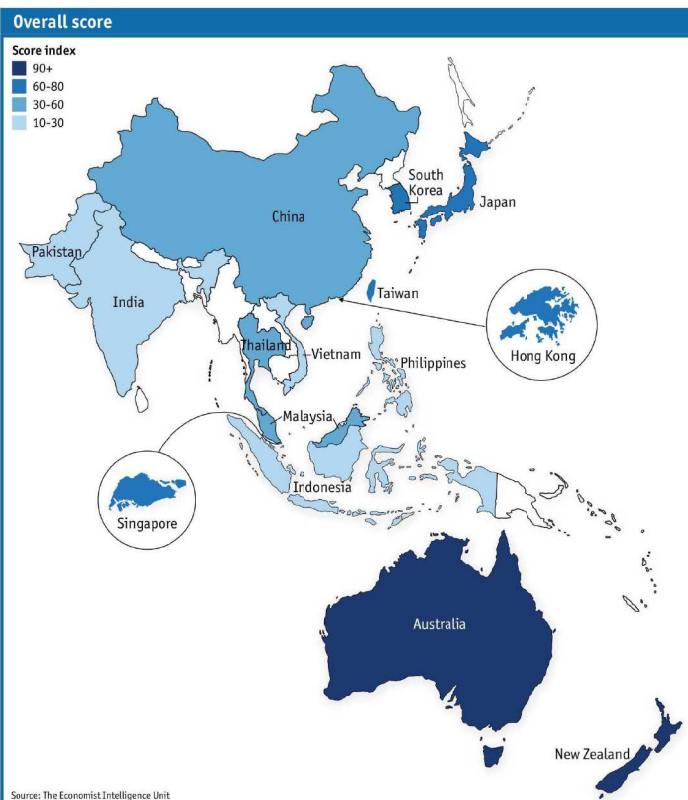 Overall score
Score index
90+
60-80
30-60
10-30
South
Korea
Japan
China
Pakistan
India
Taiwan
Hong Kong
Thailand
Vietnam
Philippines
Malaysia
Indonesia
Singapore
Australia
New Zealand
Source: The Economist Intelligence Unit